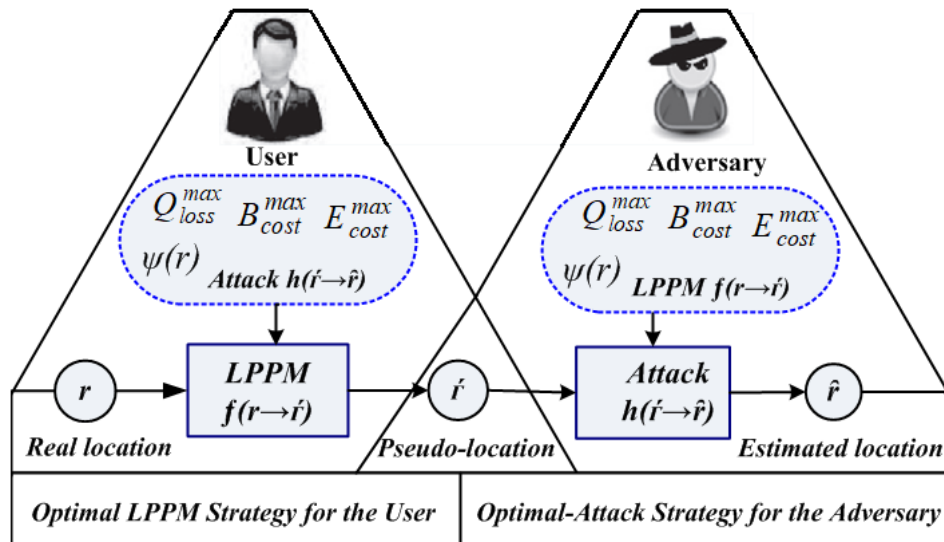 User
Q_loss^max B_cost^max E_cost^max
ψ(r) Attack h(ŕ→r̂)
Adversary
Q_loss^max B_cost^max E_cost^max
ψ(r) LPPM f(r→ŕ)
r
LPPM
f(r→ŕ)
ŕ
Attack
h(ŕ→r̂)
r̂
Real location
Pseudo-location
Estimated location
Optimal LPPM Strategy for the User
Optimal-Attack Strategy for the Adversary